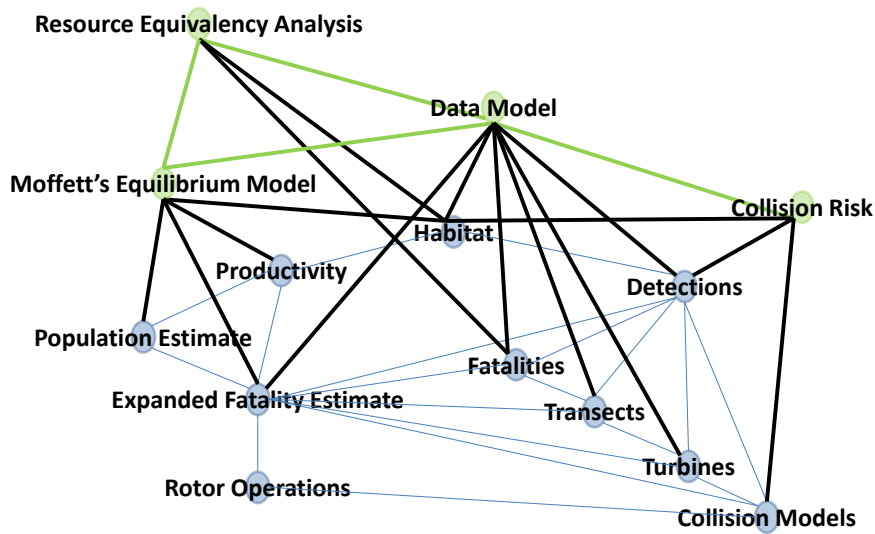 Resource Equivalency Analysis
Data Model
Moffett's Equilibrium Model
Collision Risk
Habitat
Productivity
Detections
Population Estimate
Fatalities
Expanded Fatality Estimate
Transects
Turbines
Rotor Operations
Collision Models